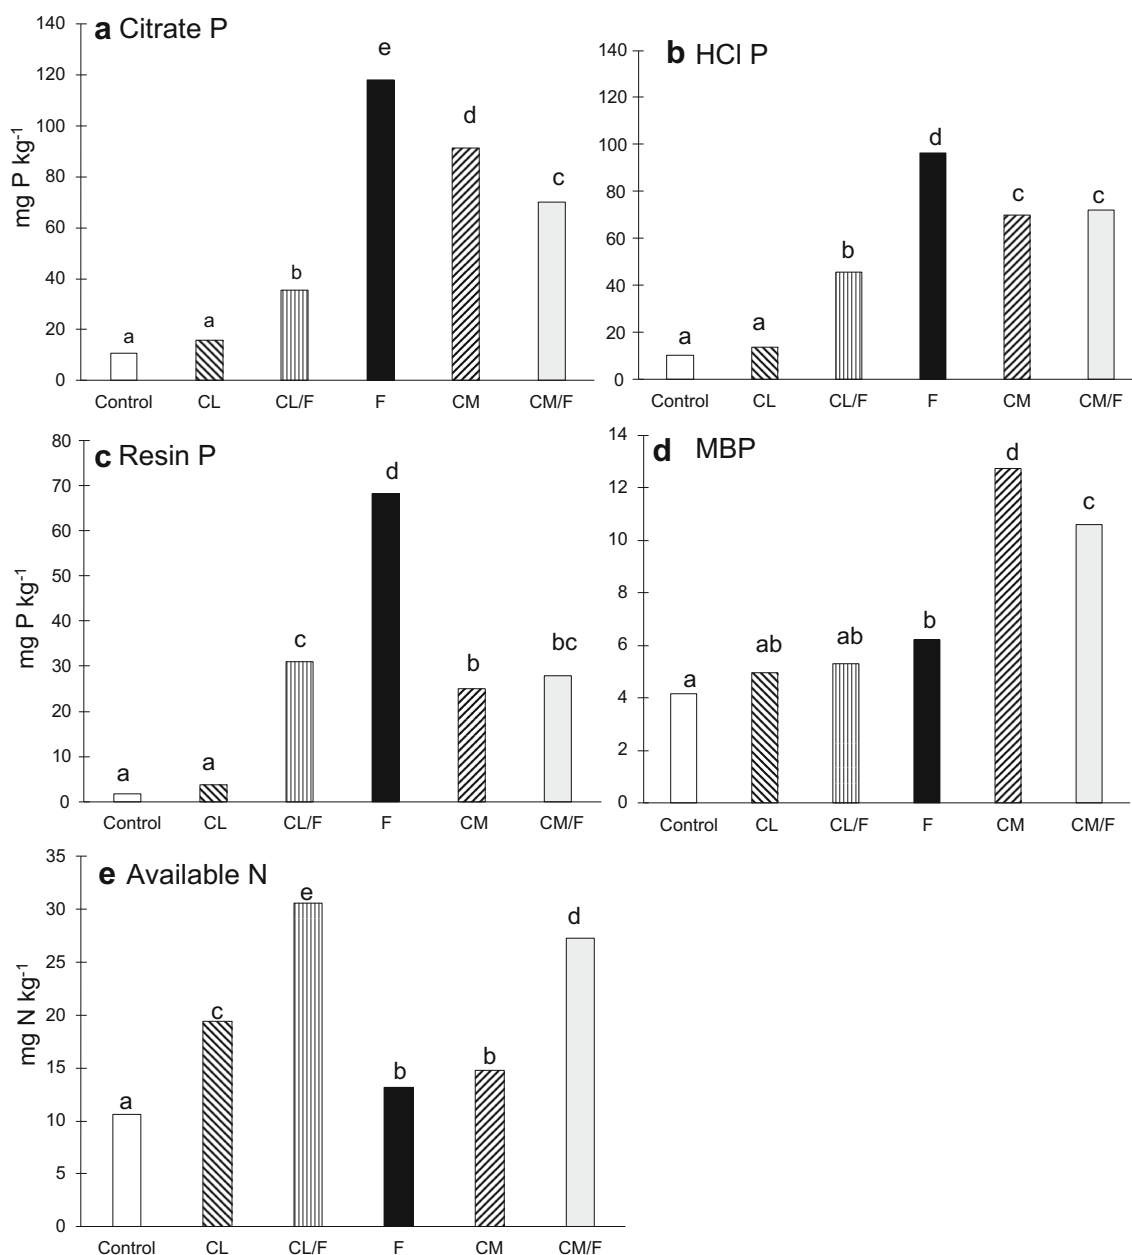 a Citrate P
mg P kg-1
140
120
100
80
60
40
20
0
a
a
b
e
d
c
Control CL CL/F F CM CM/F
b HCl P
140
120
100
80
60
40
20
0
a
a
b
d
c
c
Control CL CL/F F CM CM/F
c Resin P
mg P kg-1
80
70
60
50
40
30
20
10
0
a
a
c
d
b
bc
Control CL CL/F F CM CM/F
d MBP
14
12
10
8
6
4
2
0
a
ab
ab
b
d
c
Control CL CL/F F CM CM/F
e Available N
mg N kg-1
35
30
25
20
15
10
5
0
a
c
e
b
b
d
Control CL CL/F F CM CM/F